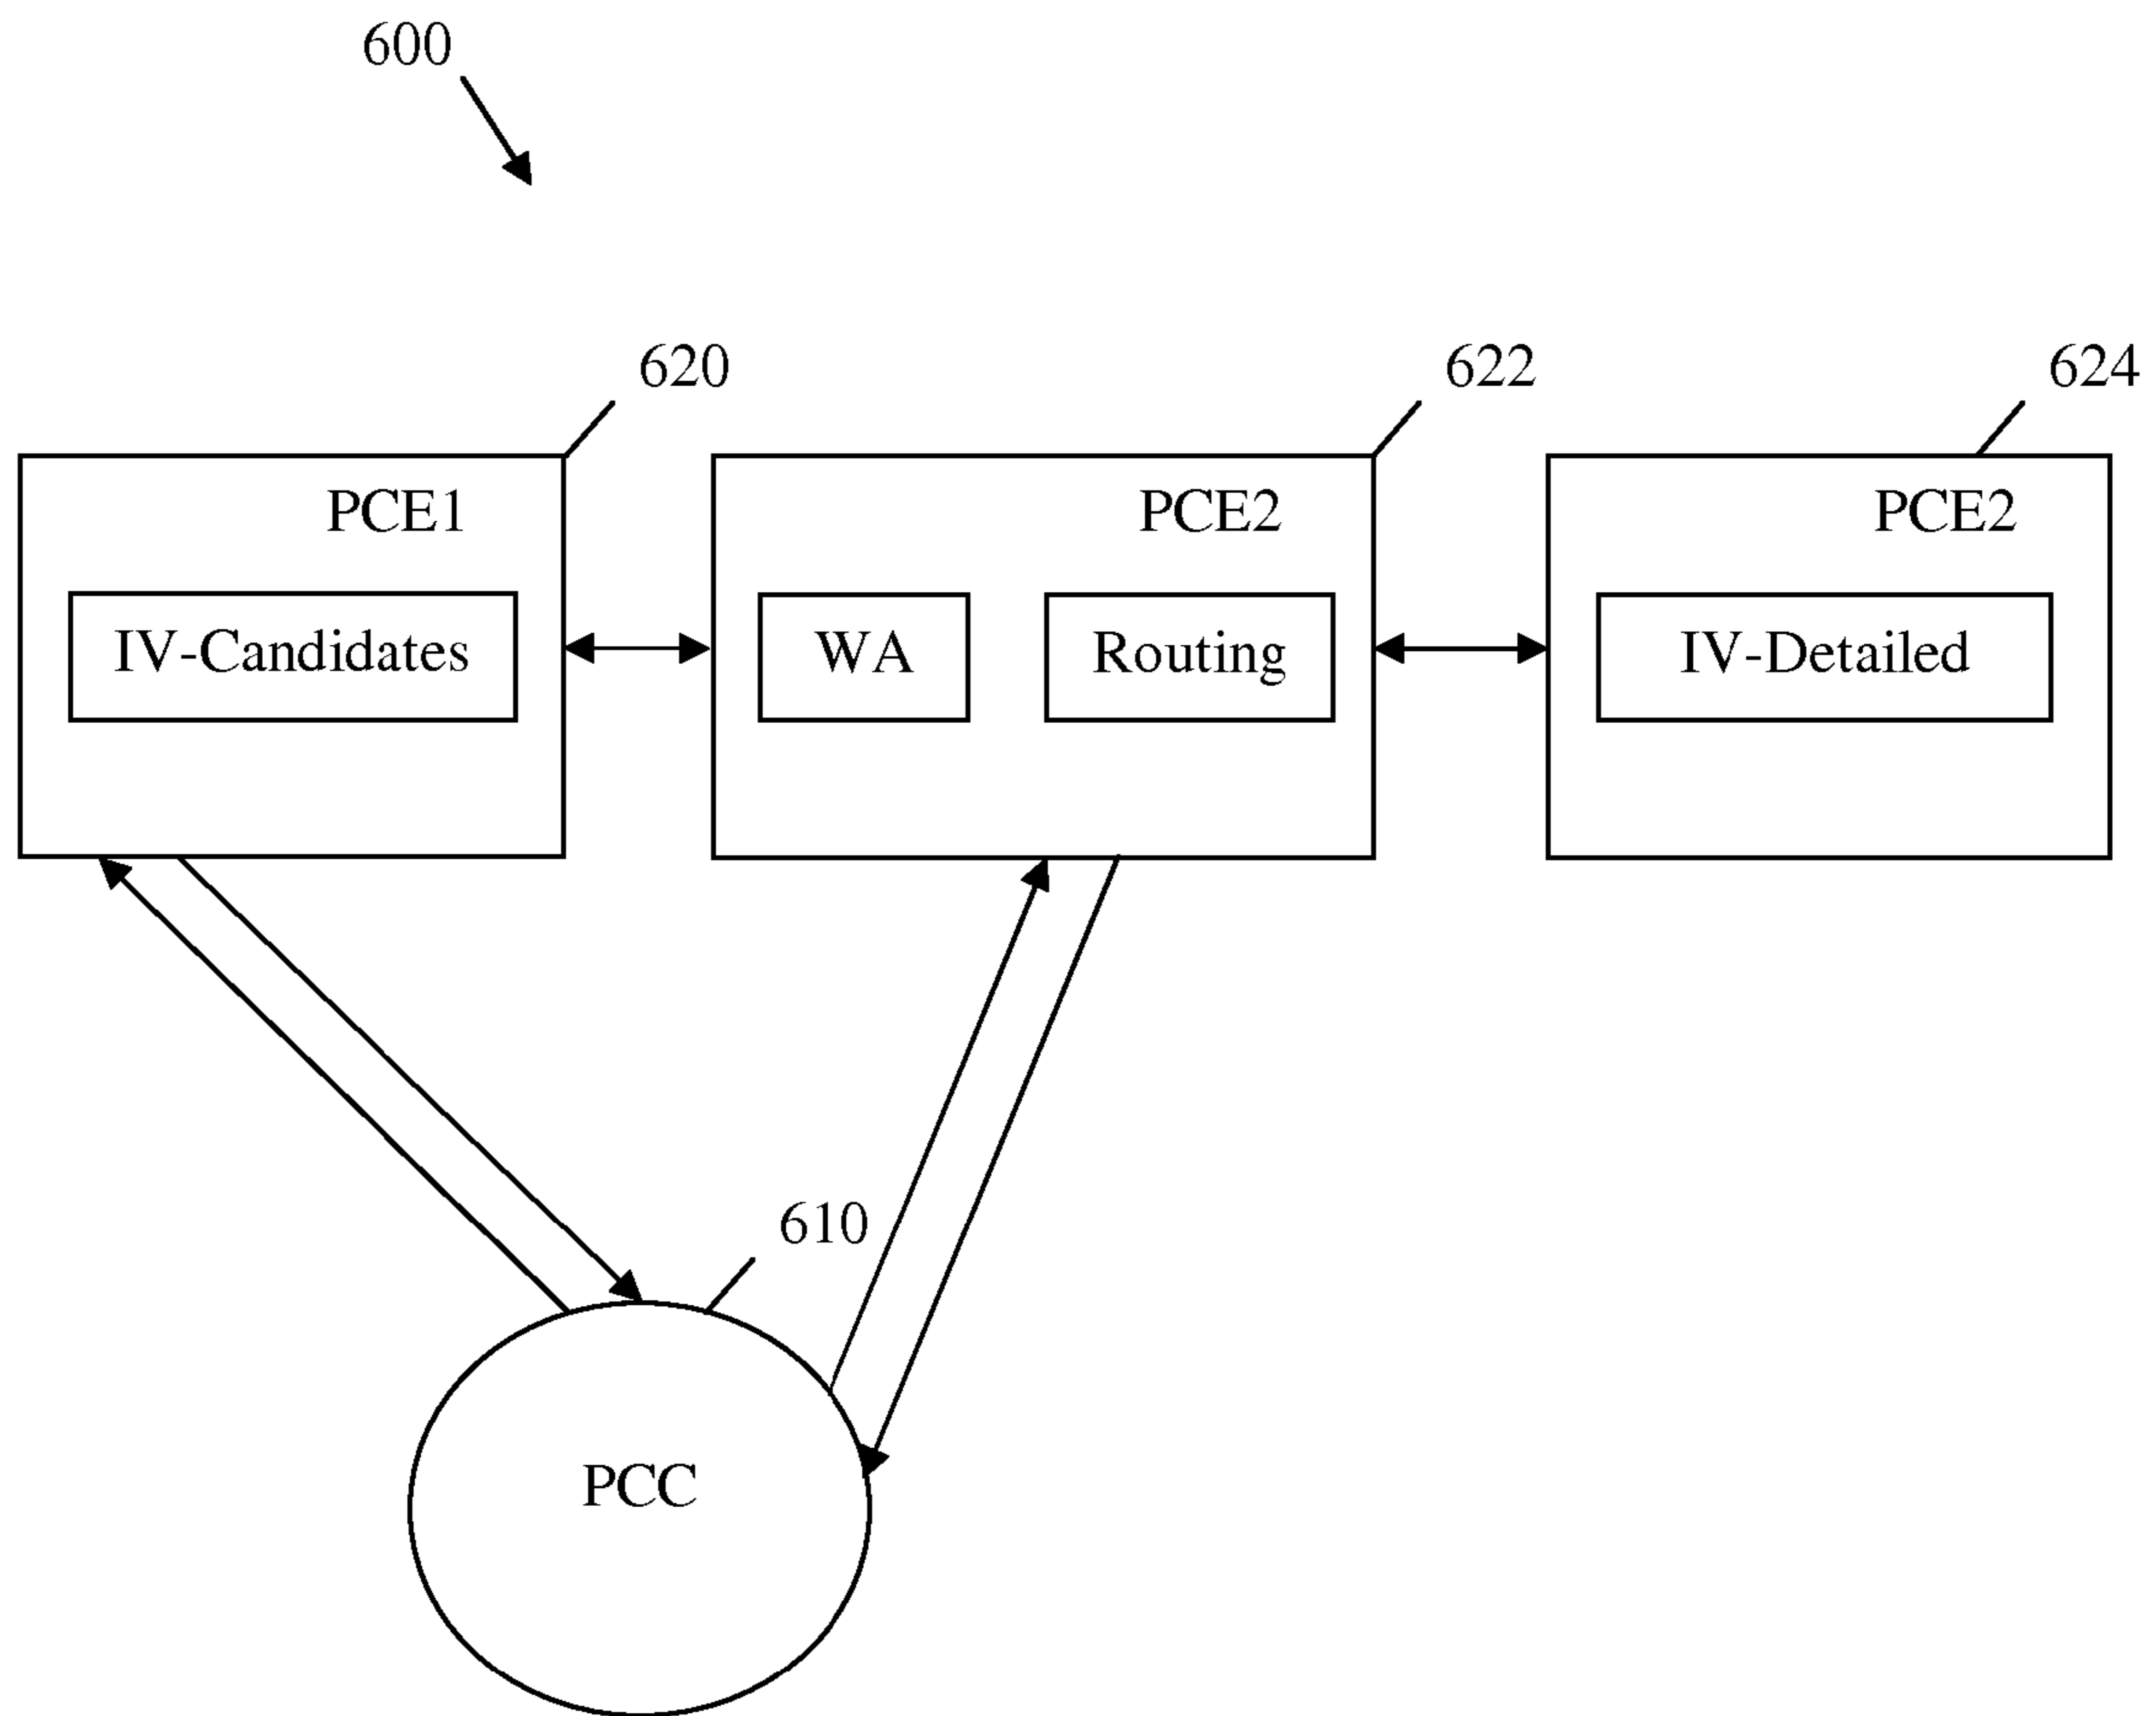 600
620
622
624
PCE1
PCE2
PCE2
IV-Candidates
WA
Routing
IV-Detailed
610
PCC